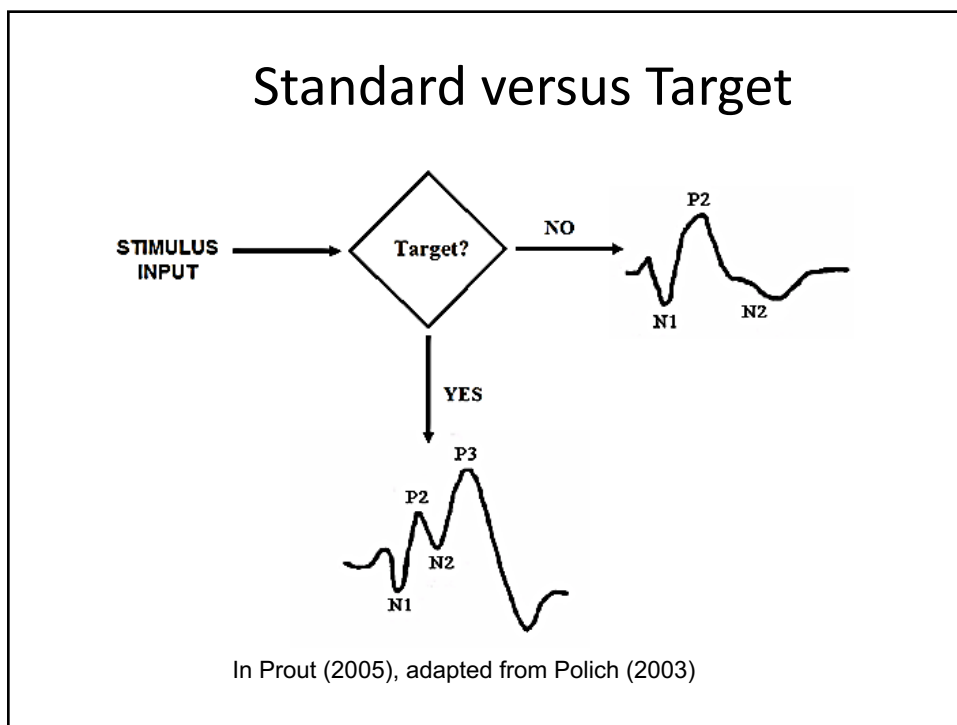 Standard versus Target
STIMULUS
INPUT
Target?
NO
P2
N1
N2
YES
P3
P2
N2
N1
In Prout (2005), adapted from Polich (2003)